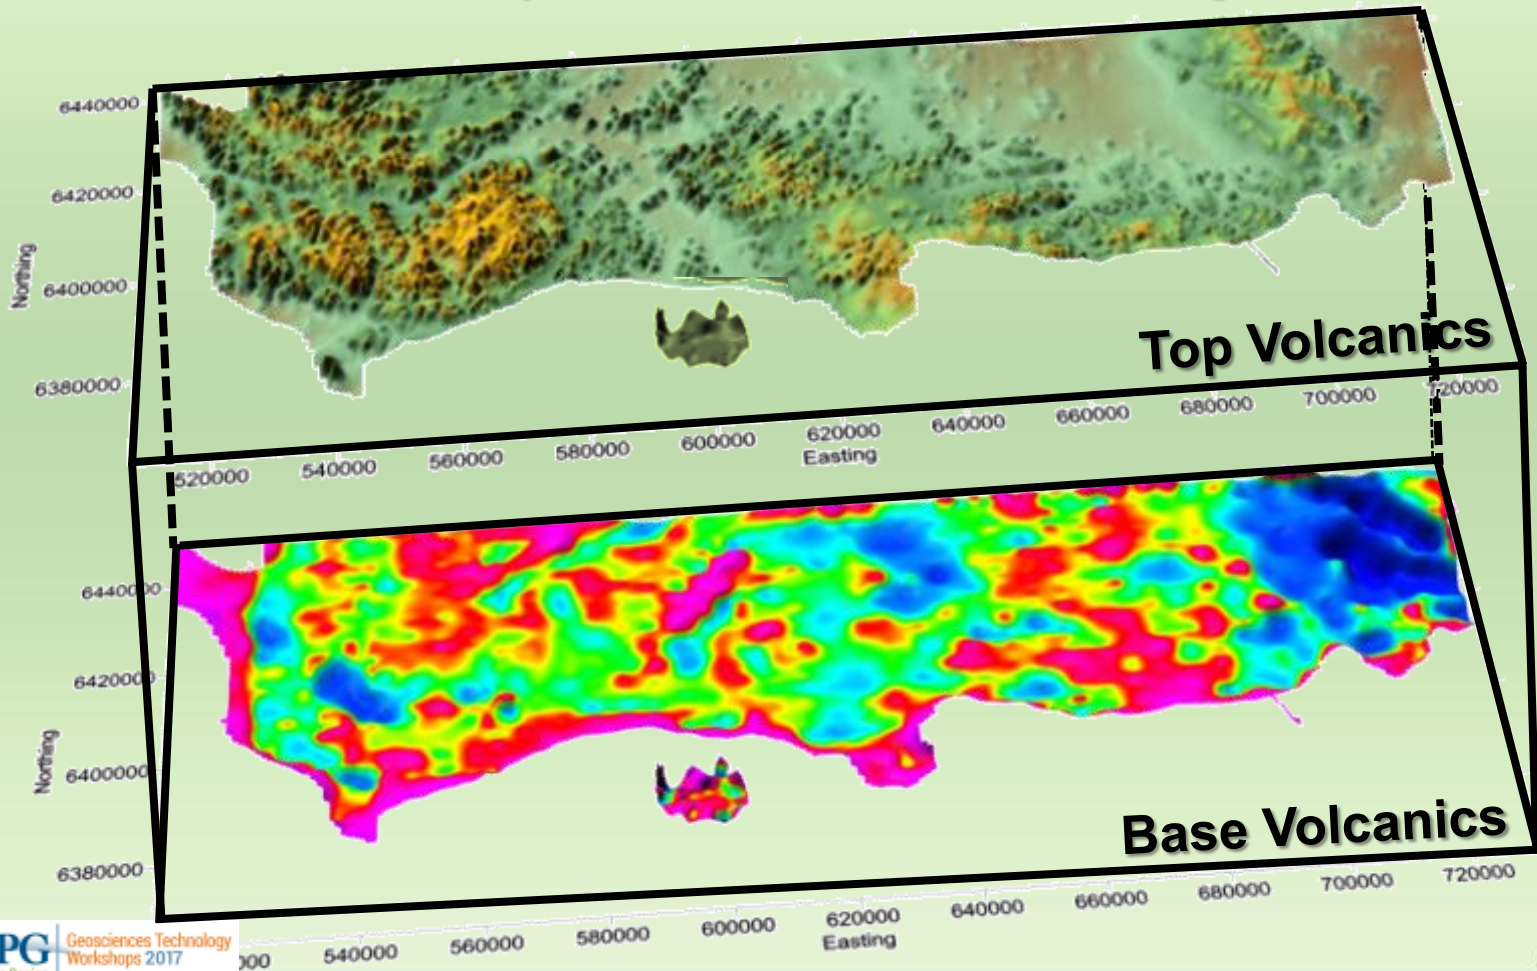 6440000
6420000
Northing
6400000
6380000
Top Volcanics
520000 540000 560000 580000 600000 620000 640000 660000 680000 700000 720000
Easting
6440000
6420000
Northing
6400000
6380000
Base Volcanics
540000 560000 580000 600000 620000 640000 660000 680000 700000 720000
Easting
PG Geosciences Technology
Workshops 2017